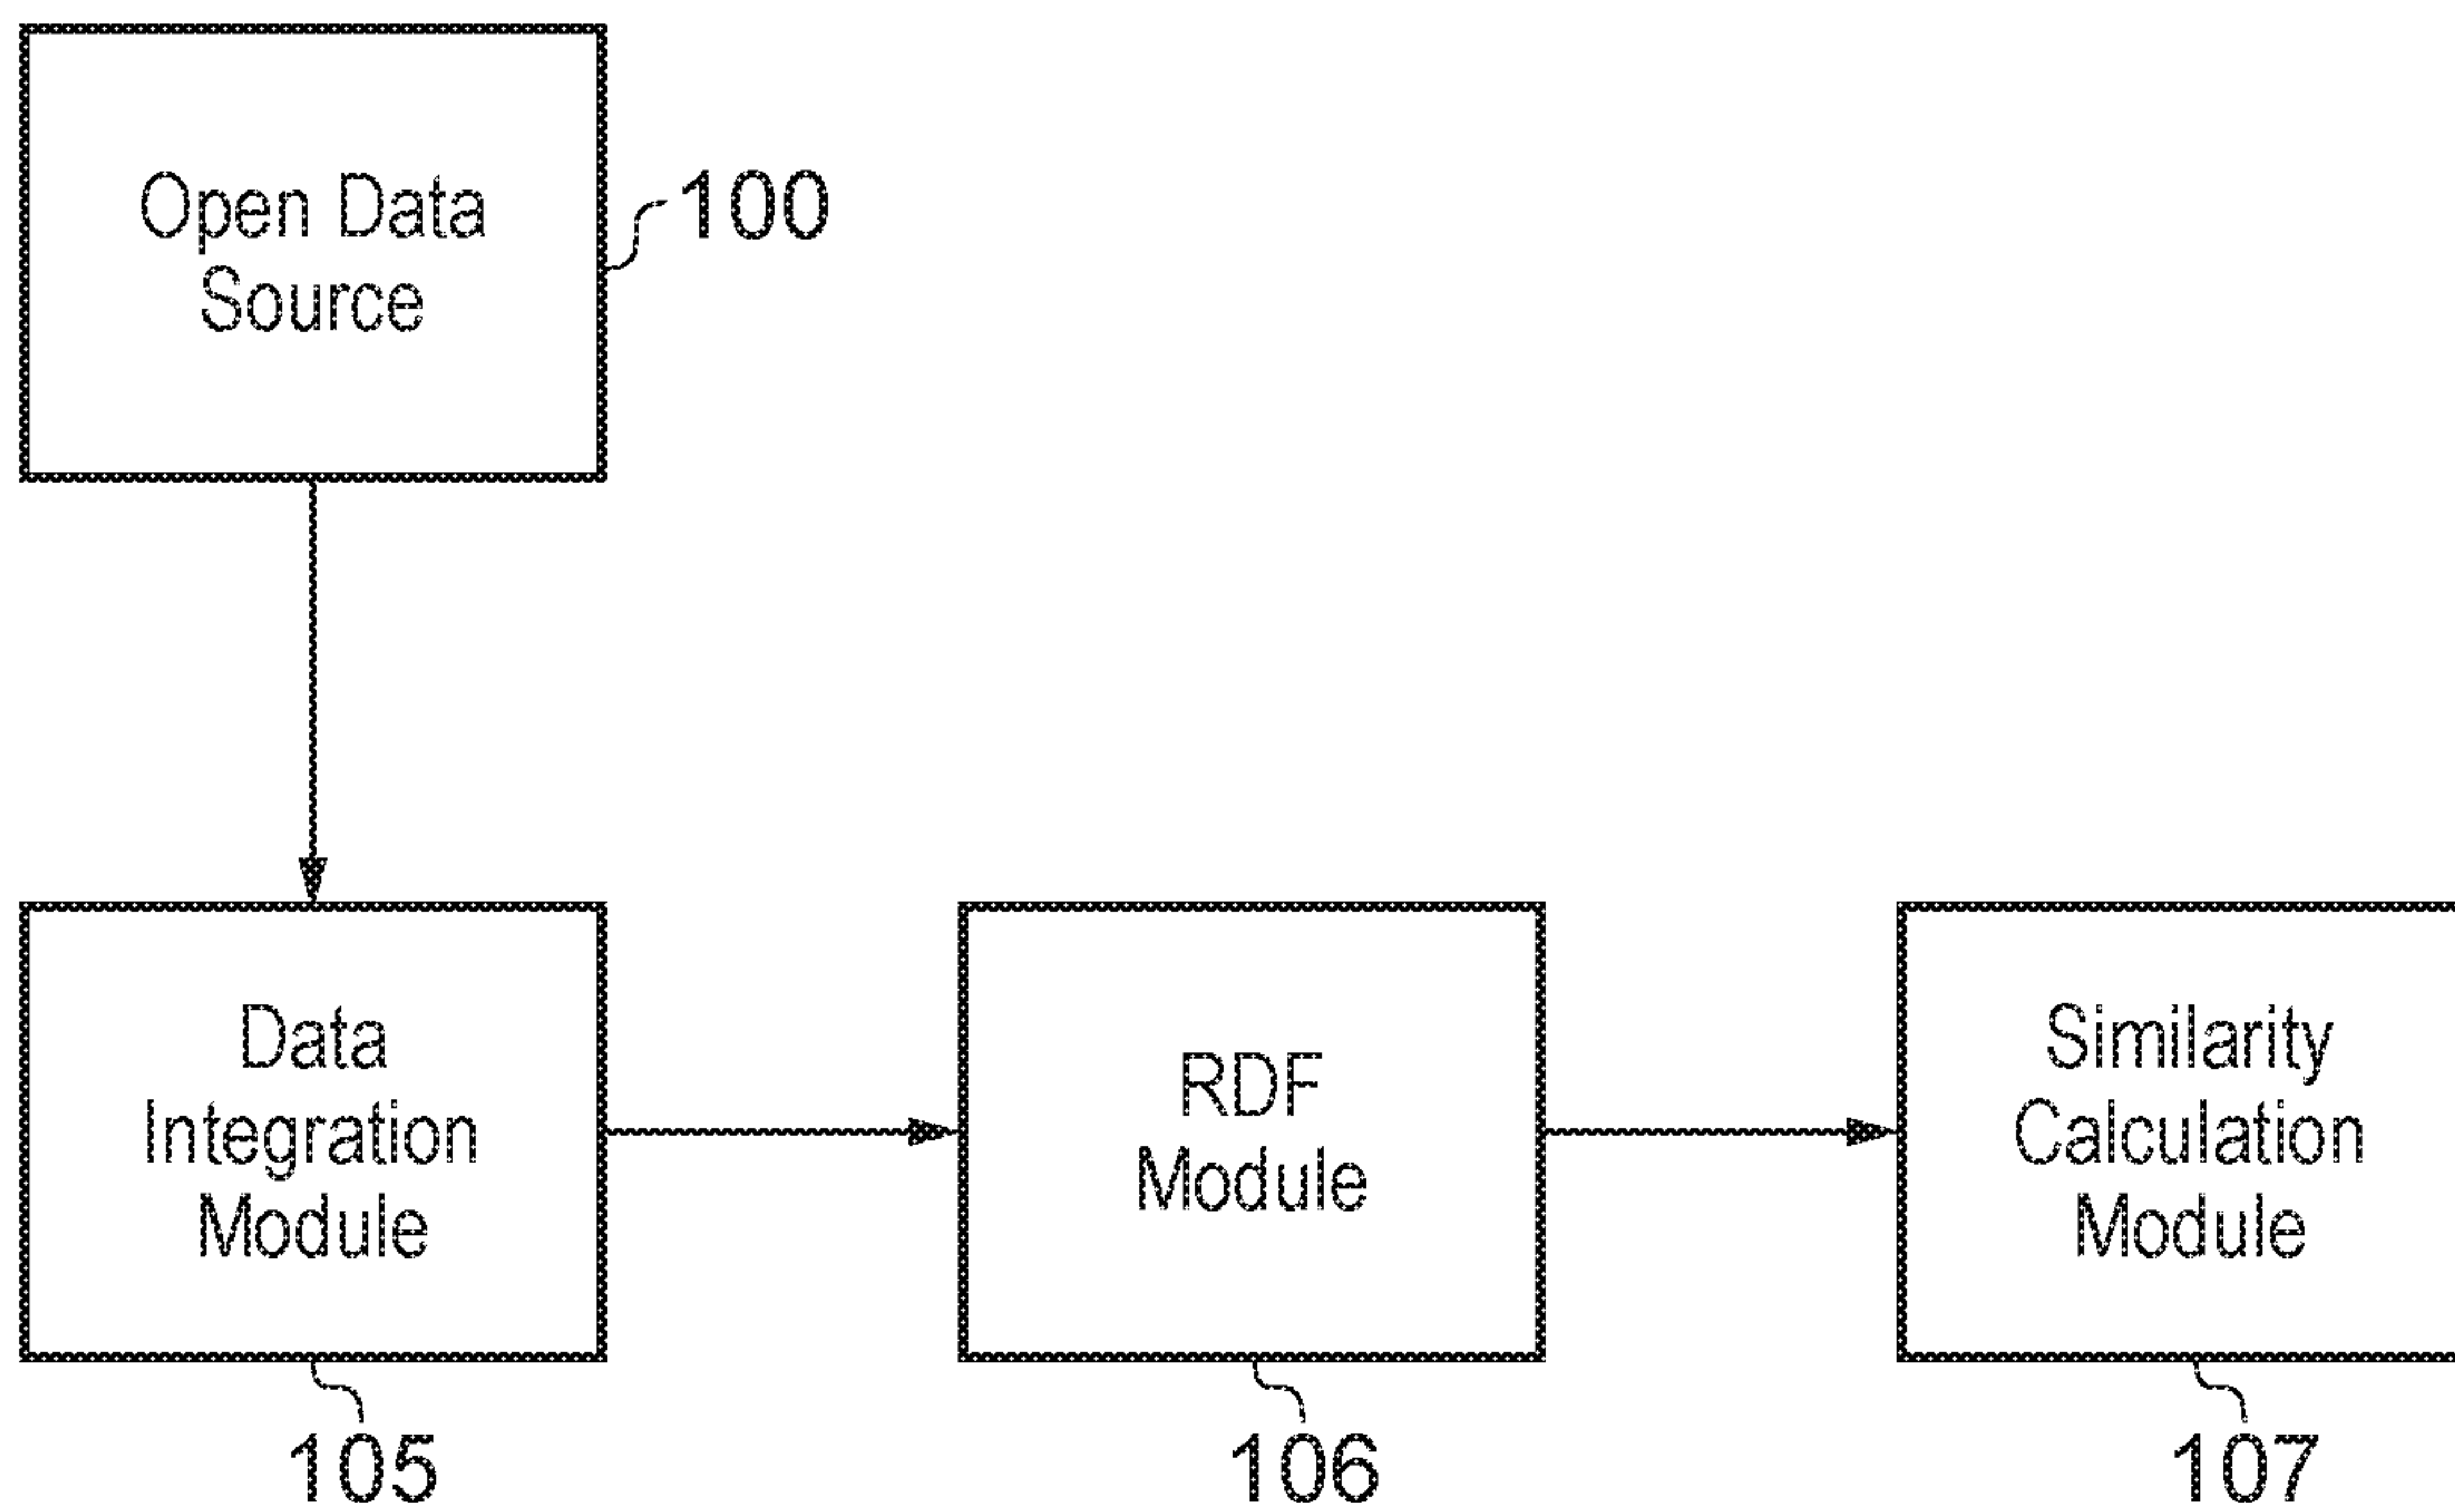 Open Data
Source
100
Data
Integration
Module
RDF
Module
Similarity
Calculation
Module
105
106
107